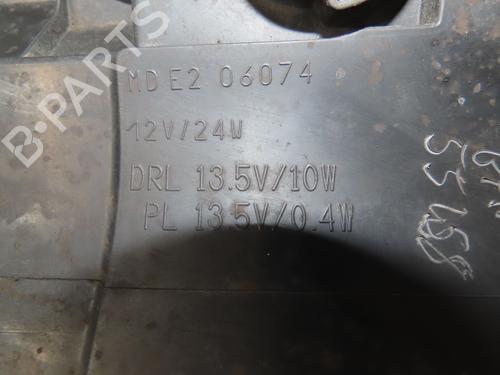 MD E2 06074
12V/24W
DRL 13.5V/10W
PL 13.5V/0.4W
B-PARTS